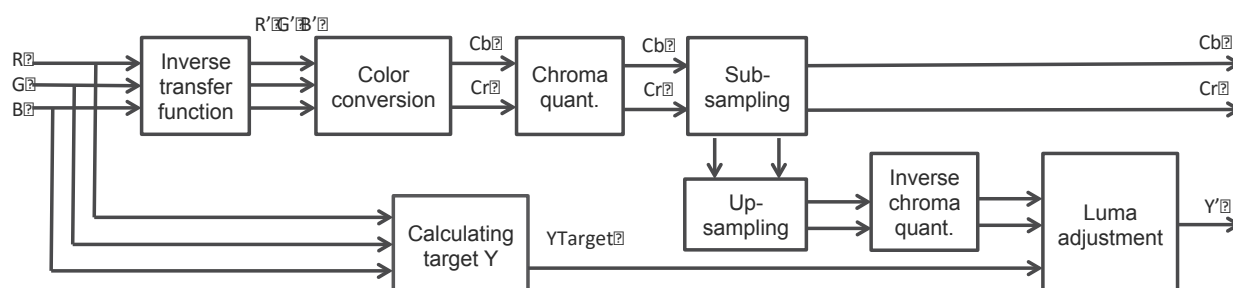 R’G’B’
Cb
Cb
Cb
R
G
B
Inverse
transfer
function
Color
conversion
Chroma
quant.
Sub-
sampling
Cr
Cr
Cr
Up-
sampling
Inverse
chroma
quant.
Luma
adjustment
Y’
Calculating
target Y
YTarget